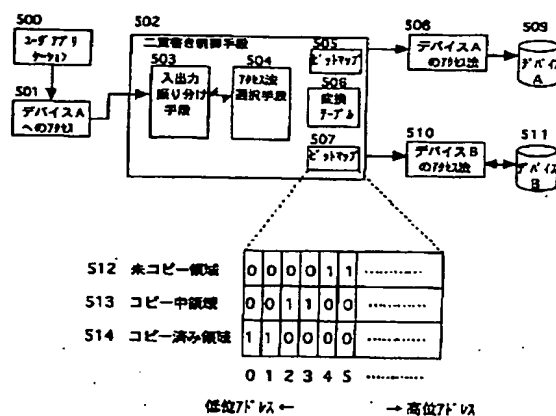 500
ユーザアプリ
ケーション
501
デバイスA
へのアクセス
502
二重書き制御手段
503
入出力
振り分け
手段
504
アクセス法
選択手段
505
ビットマップ
506
変換
テーブル
507
ビットマップ
508
デバイスA
のアクセス法
509
デバイス
A
510
デバイスB
のアクセス法
511
デバイス
B
512 未コピー領域 0 0 0 0 1 1 ············
513 コピー中領域 0 0 1 1 0 0 ············
514 コピー済み領域 1 1 0 0 0 0 ············
0 1 2 3 4 5 ············
低位アドレス ← → 高位アドレス